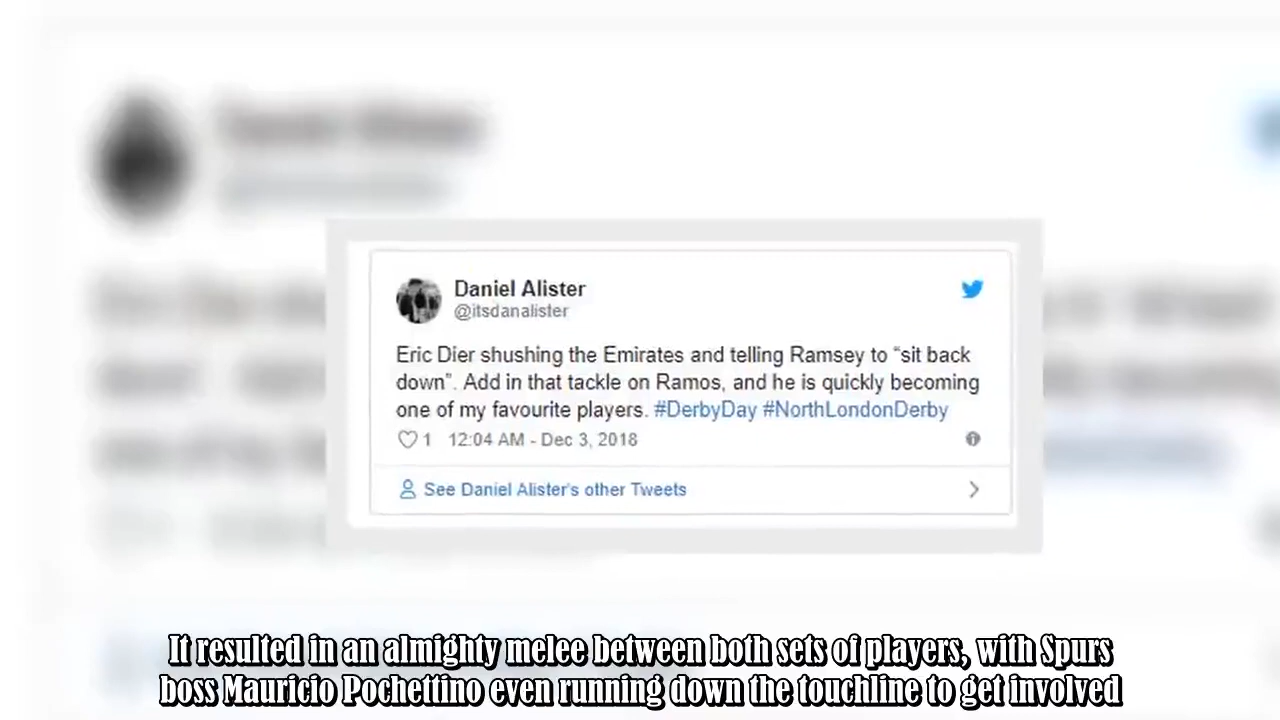 Daniel Alister
@itsdanalister
Eric Dier shushing the Emirates and telling Ramsey to “sit back
down”. Add in that tackle on Ramos, and he is quickly becoming
one of my favourite players. #DerbyDay #NorthLondonDerby
1 12:04 AM - Dec 3, 2018
See Daniel Alister's other Tweets
It resulted in an almighty melee between both sets of players, with Spurs
boss Mauricio Pochettino even running down the touchline to get involved